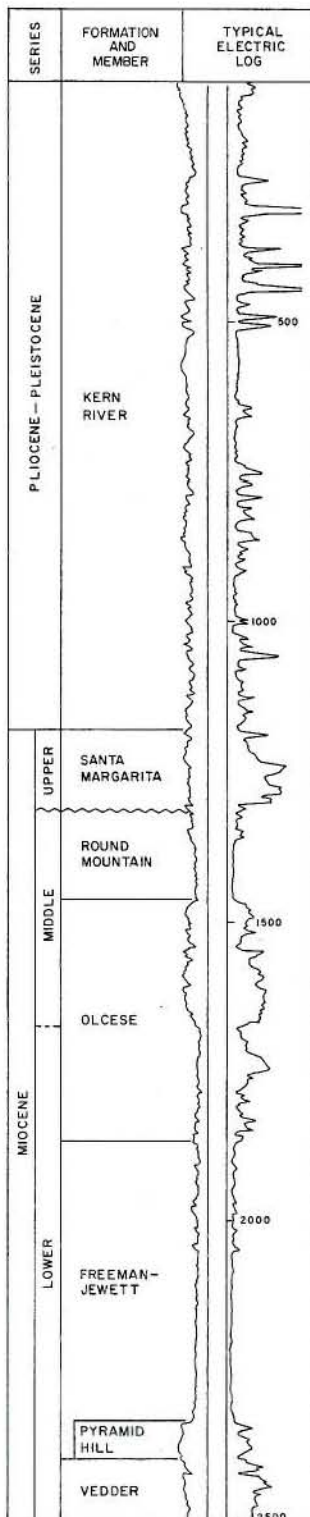 SERIES
FORMATION
AND
MEMBER
TYPICAL
ELECTRIC
LOG
PLIOCENE-PLEISTOCENE
KERN
RIVER
500
1000
MIOCENE
UPPER
SANTA
MARGARITA
MIDDLE
ROUND
MOUNTAIN
1500
OLCESE
LOWER
2000
FREEMAN-
JEWETT
PYRAMID
HILL
VEDDER
2500